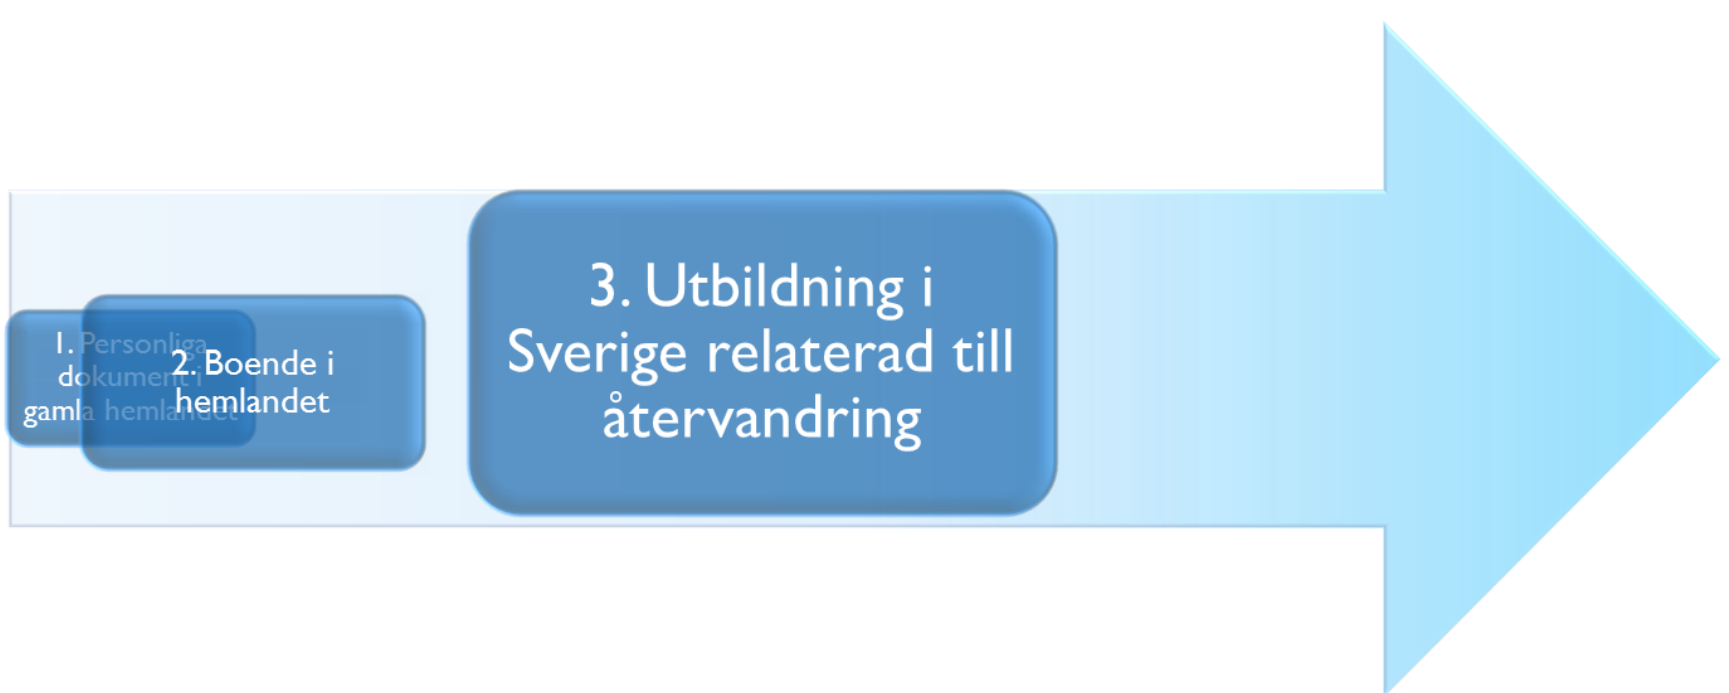 1. Personliga
dokument i
gamla hemlandet
2. Boende i
hemlandet
3. Utbildning i
Sverige relaterad till
återvandring